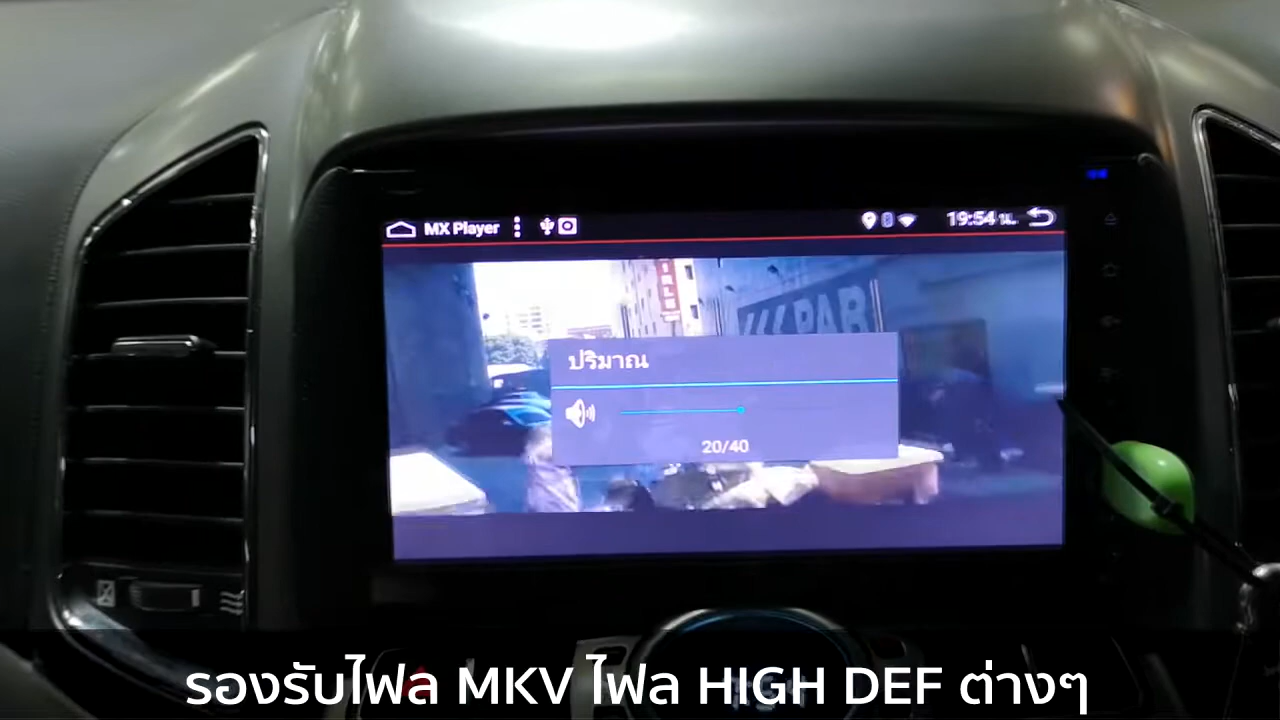 MX Player
19:54 น.
PAR
ปริมาณ
20/40
รองรับไฟล MKV ไฟล HIGH DEF ต่างๆ